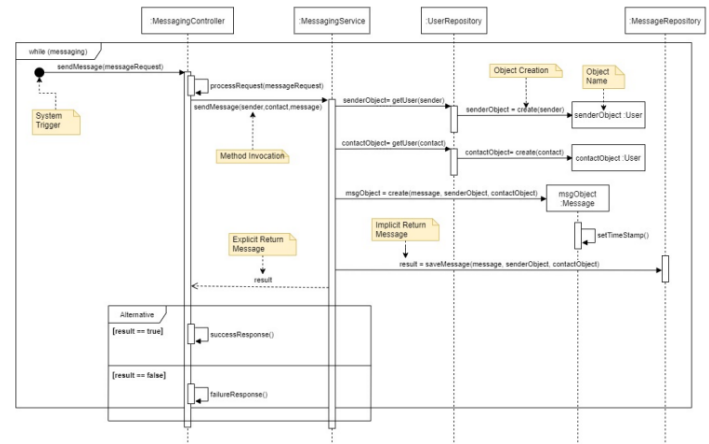 :MessagingController
:MessagingService
:UserRepository
:MessageRepository
while (messaging)
sendMessage(messageRequest)
processRequest(messageRequest)
System
Trigger
sendMessage(sender,contact,message)
Method Invocation
senderObject= getUser(sender)
Object Creation
Object
Name
senderObject = create(sender)
senderObject :User
contactObject= getUser(contact)
contactObject= create(contact)
contactObject :User
msgObject = create(message, senderObject, contactObject)
msgObject
:Message
setTimeStamp()
Implicit Return
Message
Explicit Return
Message
result = saveMessage(message, senderObject, contactObject)
result
Alternative
[result == true]
successResponse()
[result == false]
failureResponse()